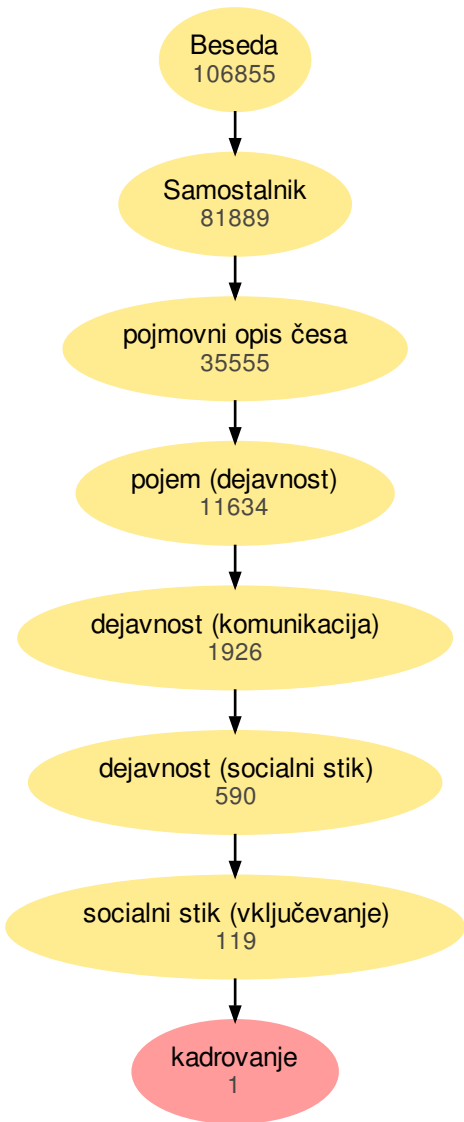 Beseda
106855
Samostalnik
81889
pojmovni opis česa
35555
pojem (dejavnost)
11634
dejavnost (komunikacija)
1926
dejavnost (socialni stik)
590
socialni stik (vključevanje)
119
kadrovanje
1